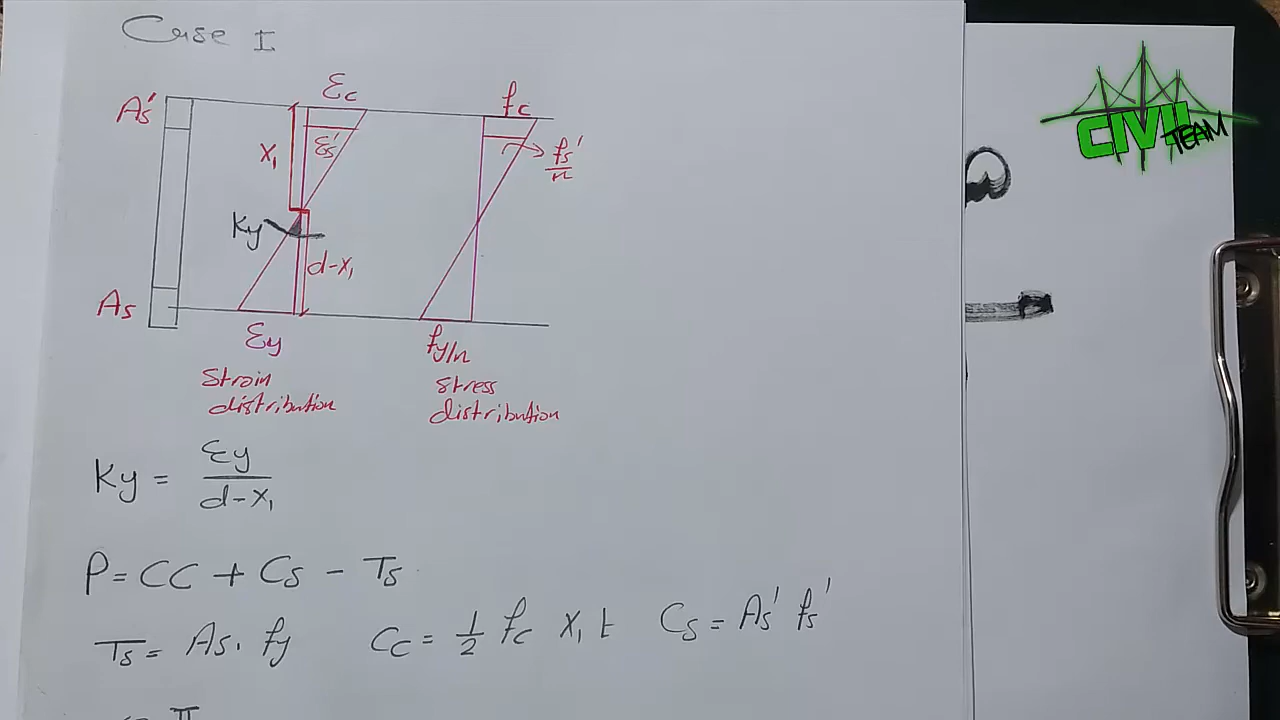 Case I
As'
εc
fc
x₁
εs'
fs'/n
Ky
d-x₁
As
εy
fy/n
Strain
distribution
stress
distribution
Ky = εy / d-x₁
P = CC + Cs - Ts
Ts = As . fy
Cc = 1/2 fc x₁ t
Cs = As' fs'
II
CIVIL
TEAM